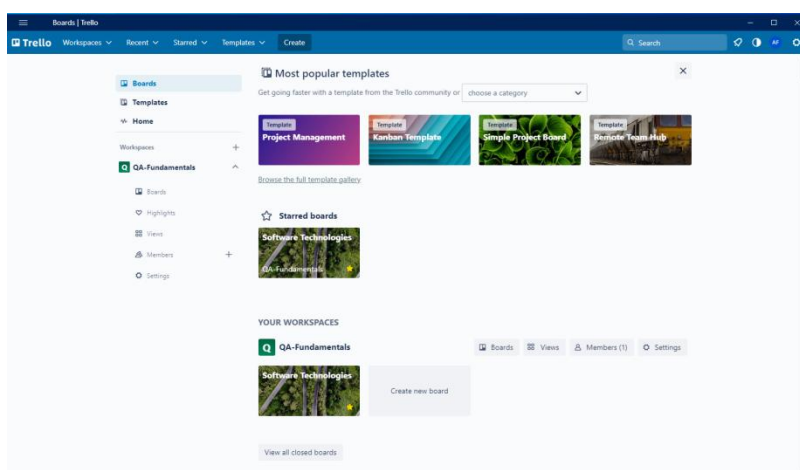 Boards | Trello
Trello Workspaces Recent Starred Templates Create Search AF
Boards
Templates
Home
Workspaces
Q QA-Fundamentals
Boards
Highlights
Views
Members
Settings
Most popular templates
Get going faster with a template from the Trello community or choose a category
Template
Project Management
Template
Kanban Template
Template
Simple Project Board
Template
Remote Team Hub
Browse the full template gallery
Starred boards
Software Technologies
QA-Fundamentals
YOUR WORKSPACES
Q QA-Fundamentals Boards Views Members (1) Settings
Software Technologies
Create new board
View all closed boards